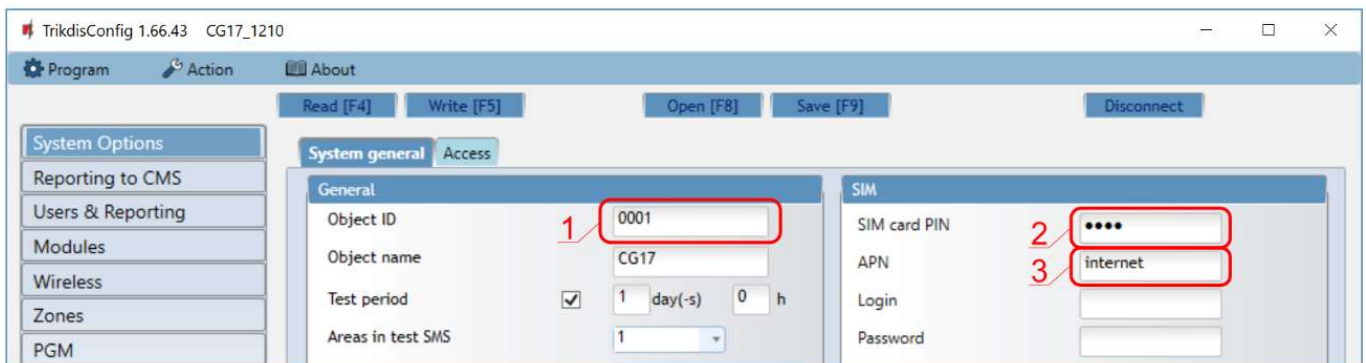 TrikdisConfig 1.66.43 CG17_1210
Program Action About
Read [F4] Write [F5] Open [F8] Save [F9] Disconnect
System Options
Reporting to CMS
Users & Reporting
Modules
Wireless
Zones
PGM
System general Access
General
Object ID 1 0001
Object name CG17
Test period 1 day(-s) 0 h
Areas in test SMS 1
SIM
SIM card PIN 2 ●●●●
APN 3 internet
Login
Password